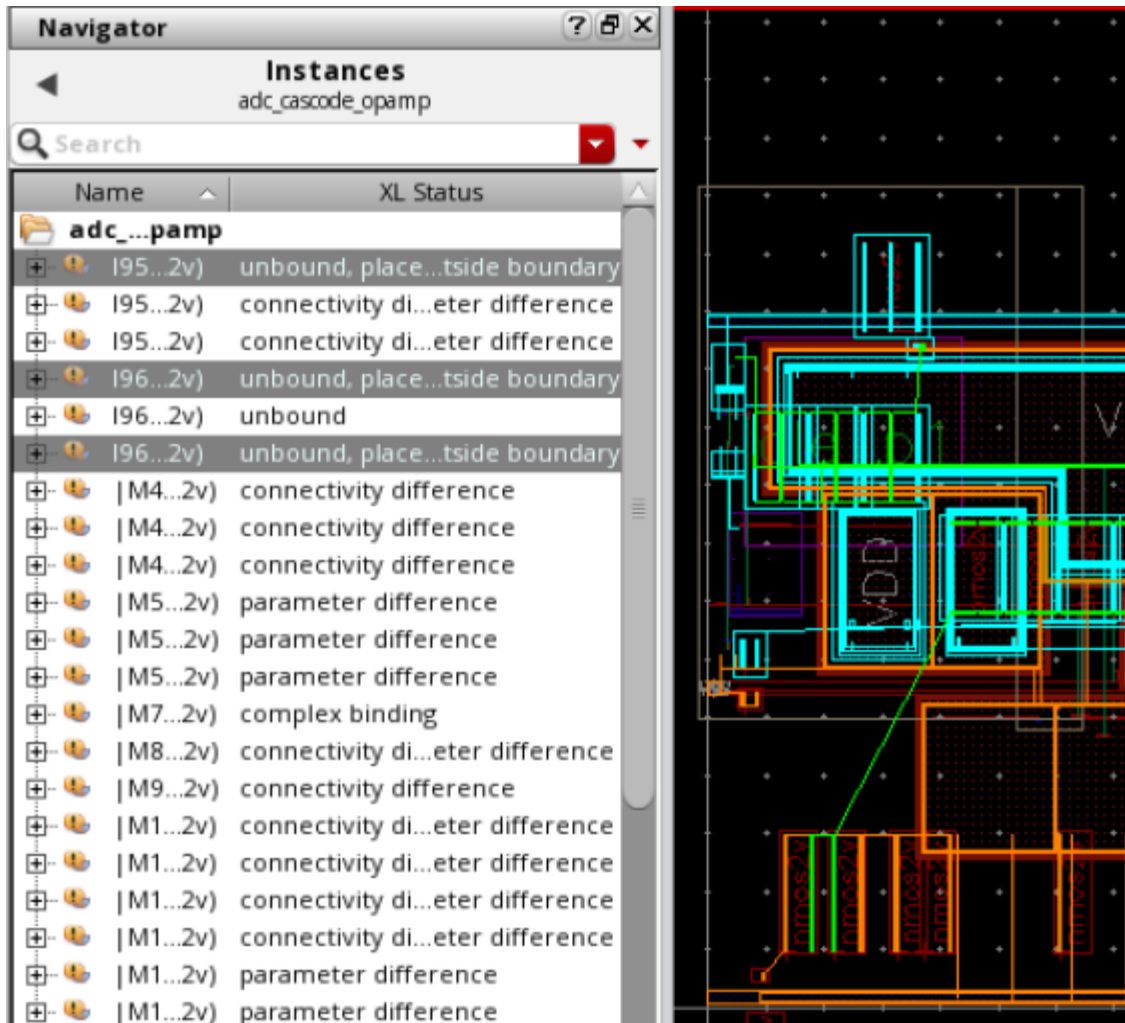 Navigator
Instances
adc_cascode_opamp
Search
Name XL Status
adc_...pamp
I95...2v) unbound, place...tside boundary
I95...2v) connectivity di...eter difference
I95...2v) connectivity di...eter difference
I96...2v) unbound, place...tside boundary
I96...2v) unbound
I96...2v) unbound, place...tside boundary
|M4...2v) connectivity difference
|M4...2v) connectivity difference
|M4...2v) connectivity difference
|M5...2v) parameter difference
|M5...2v) parameter difference
|M5...2v) parameter difference
|M7...2v) complex binding
|M8...2v) connectivity di...eter difference
|M9...2v) connectivity difference
|M1...2v) connectivity di...eter difference
|M1...2v) connectivity di...eter difference
|M1...2v) connectivity di...eter difference
|M1...2v) connectivity di...eter difference
|M1...2v) parameter difference
|M1...2v) parameter difference
V
VDD
nmos2v
nmos2v
nmos2v
nmos2v